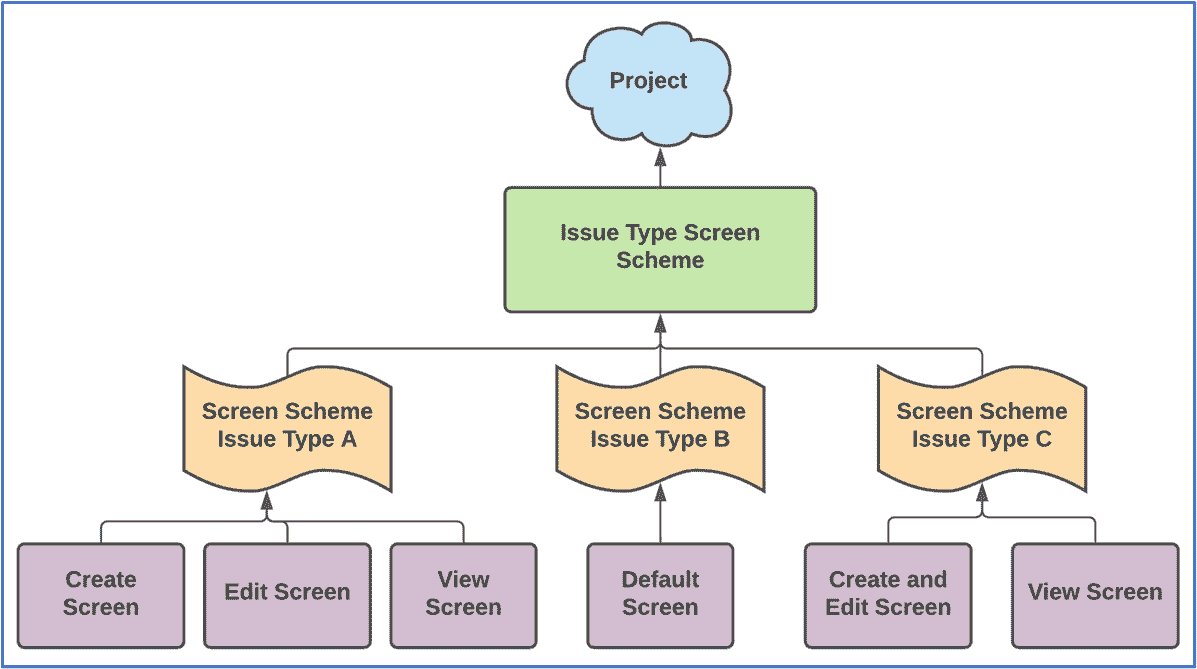 Project
Issue Type Screen
Scheme
Screen Scheme
Issue Type A
Screen Scheme
Issue Type B
Screen Scheme
Issue Type C
Create
Screen
Edit Screen
View
Screen
Default
Screen
Create and
Edit Screen
View Screen